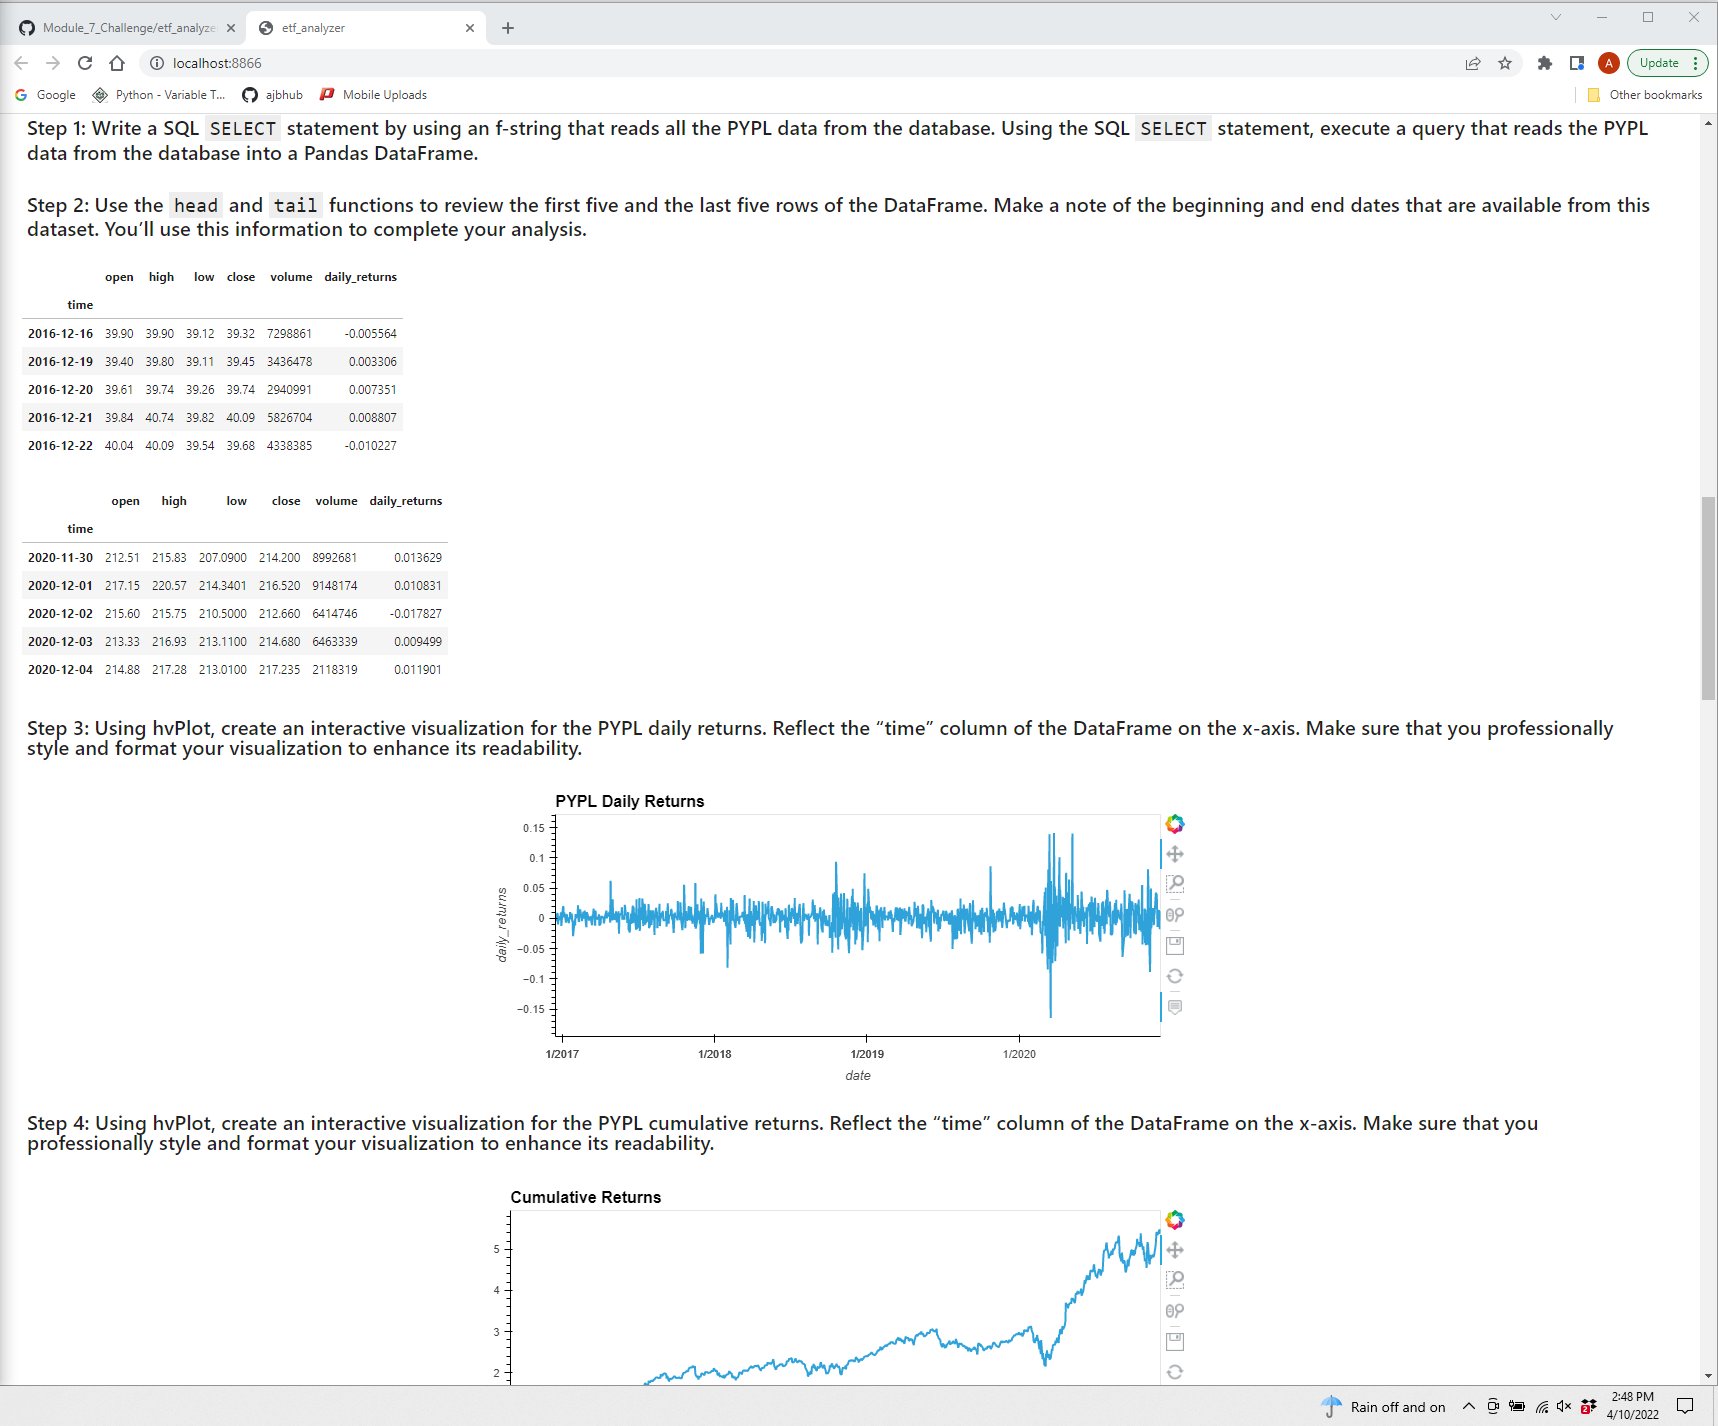 Module_7_Challenge/etf_analyze
etf_analyzer
localhost:8866
A
Update
Google
Python - Variable T...
ajbhub
Mobile Uploads
Other bookmarks
Step 1: Write a SQL SELECT statement by using an f-string that reads all the PYPL data from the database. Using the SQL SELECT statement, execute a query that reads the PYPL
data from the database into a Pandas DataFrame.
Step 2: Use the head and tail functions to review the first five and the last five rows of the DataFrame. Make a note of the beginning and end dates that are available from this
dataset. You’ll use this information to complete your analysis.
open high low close volume daily_returns
time
2016-12-16 39.90 39.90 39.12 39.32 7298861 -0.005564
2016-12-19 39.40 39.80 39.11 39.45 3436478 0.003306
2016-12-20 39.61 39.74 39.26 39.74 2940991 0.007351
2016-12-21 39.84 40.74 39.82 40.09 5826704 0.008807
2016-12-22 40.04 40.09 39.54 39.68 4338385 -0.010227
open high low close volume daily_returns
time
2020-11-30 212.51 215.83 207.0900 214.200 8992681 0.013629
2020-12-01 217.15 220.57 214.3401 216.520 9148174 0.010831
2020-12-02 215.60 215.75 210.5000 212.660 6414746 -0.017827
2020-12-03 213.33 216.93 213.1100 214.680 6463339 0.009499
2020-12-04 214.88 217.28 213.0100 217.235 2118319 0.011901
Step 3: Using hvPlot, create an interactive visualization for the PYPL daily returns. Reflect the “time” column of the DataFrame on the x-axis. Make sure that you professionally
style and format your visualization to enhance its readability.
PYPL Daily Returns
0.15
0.1
0.05
0
−0.05
−0.1
−0.15
daily_returns
1/2017 1/2018 1/2019 1/2020
date
Step 4: Using hvPlot, create an interactive visualization for the PYPL cumulative returns. Reflect the “time” column of the DataFrame on the x-axis. Make sure that you
professionally style and format your visualization to enhance its readability.
Cumulative Returns
5
4
3
2
Rain off and on
2
2:48 PM
4/10/2022